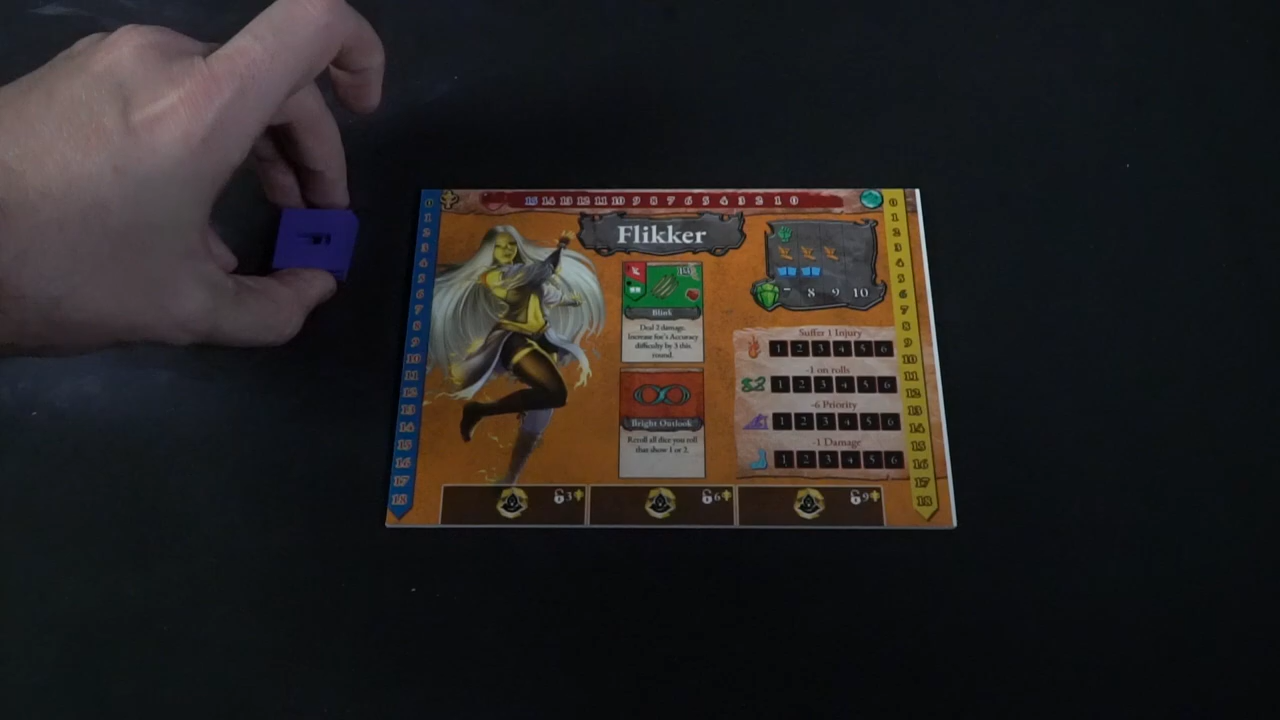 15 14 13 12 11 10 9 8 7 6 5 4 3 2 1 0
Flikker
Blink
Deal 2 damage.
Increase foe's Accuracy
difficulty by 3 this
round.
Bright Outlook
Reroll all dice you roll
that show 1 or 2.
7 8 9 10
Suffer 1 Injury
1 2 3 4 5 6
-1 on rolls
1 2 3 4 5 6
-6 Priority
1 2 3 4 5 6
-1 Damage
1 2 3 4 5 6
0
1
2
3
4
5
6
7
8
9
10
11
12
13
14
15
16
17
18
0
1
2
3
4
5
6
7
8
9
10
11
12
13
14
15
16
17
18
3
6
9